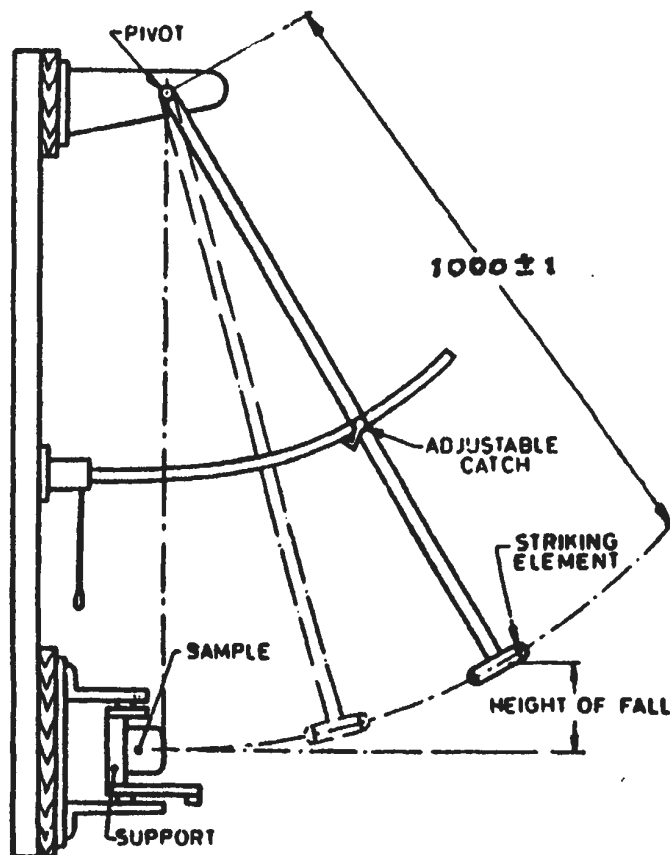 PIVOT
1000±1
ADJUSTABLE
CATCH
STRIKING
ELEMENT
SAMPLE
HEIGHT OF FALL
SUPPORT